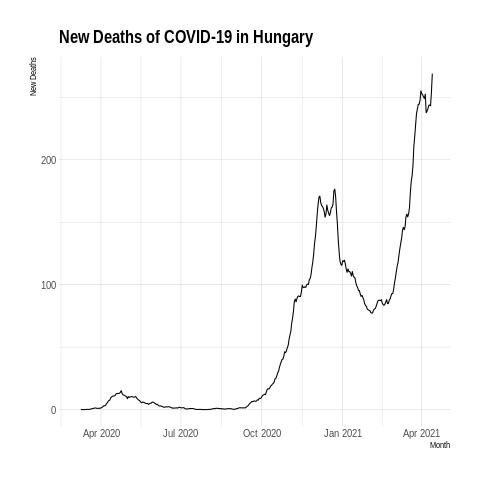 New Deaths of COVID-19 in Hungary
New Deaths
200
100
0
Apr 2020 Jul 2020 Oct 2020 Jan 2021 Apr 2021
Month